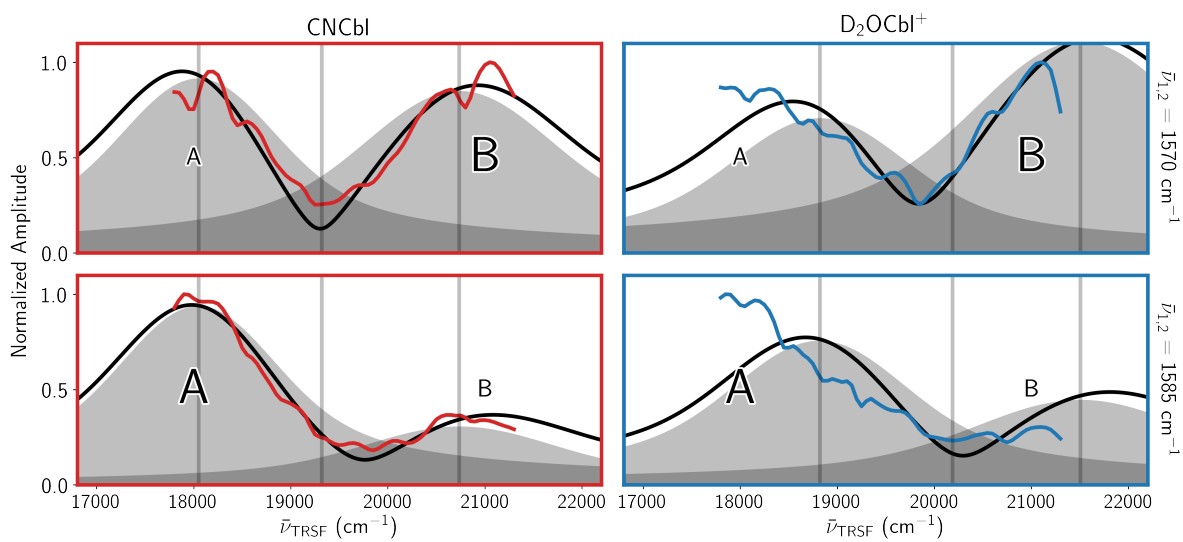 CNCbl
D₂OCbl⁺
Normalized Amplitude
1.0
0.5
0.0
A
B
A
B
ν̄₁,₂ = 1570 cm⁻¹
1.0
0.5
0.0
A
B
A
B
ν̄₁,₂ = 1585 cm⁻¹
17000 18000 19000 20000 21000 22000
17000 18000 19000 20000 21000 22000
ν̄TRSF (cm⁻¹)
ν̄TRSF (cm⁻¹)